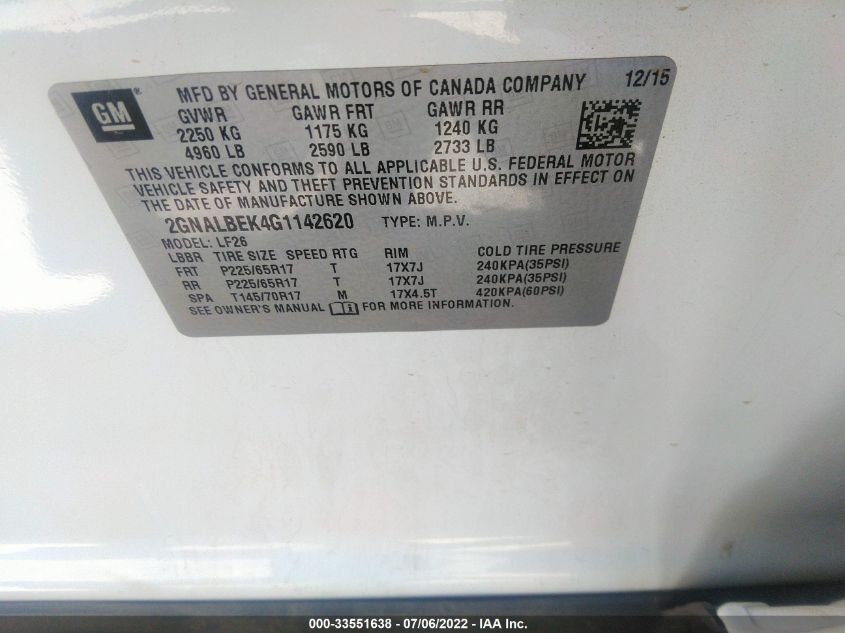 GM ® MFD BY GENERAL MOTORS OF CANADA COMPANY 12/15
GVWR GAWR FRT GAWR RR
2250 KG 1175 KG 1240 KG
4960 LB 2590 LB 2733 LB
THIS VEHICLE CONFORMS TO ALL APPLICABLE U.S. FEDERAL MOTOR
VEHICLE SAFETY AND THEFT PREVENTION STANDARDS IN EFFECT ON
THE DATE OF MANUFACTURE SHOWN ABOVE.
2GNALBEK4G1142620 TYPE: M.P.V.
MODEL: LF26
LBBR TIRE SIZE SPEED RTG RIM COLD TIRE PRESSURE
FRT P225/65R17 T 17X7J 240KPA(35PSI)
RR P225/65R17 T 17X7J 240KPA(35PSI)
SPA T145/70R17 M 17X4.5T 420KPA(60PSI)
SEE OWNER'S MANUAL FOR MORE INFORMATION.
000-33551638 - 07/06/2022 - IAA Inc.